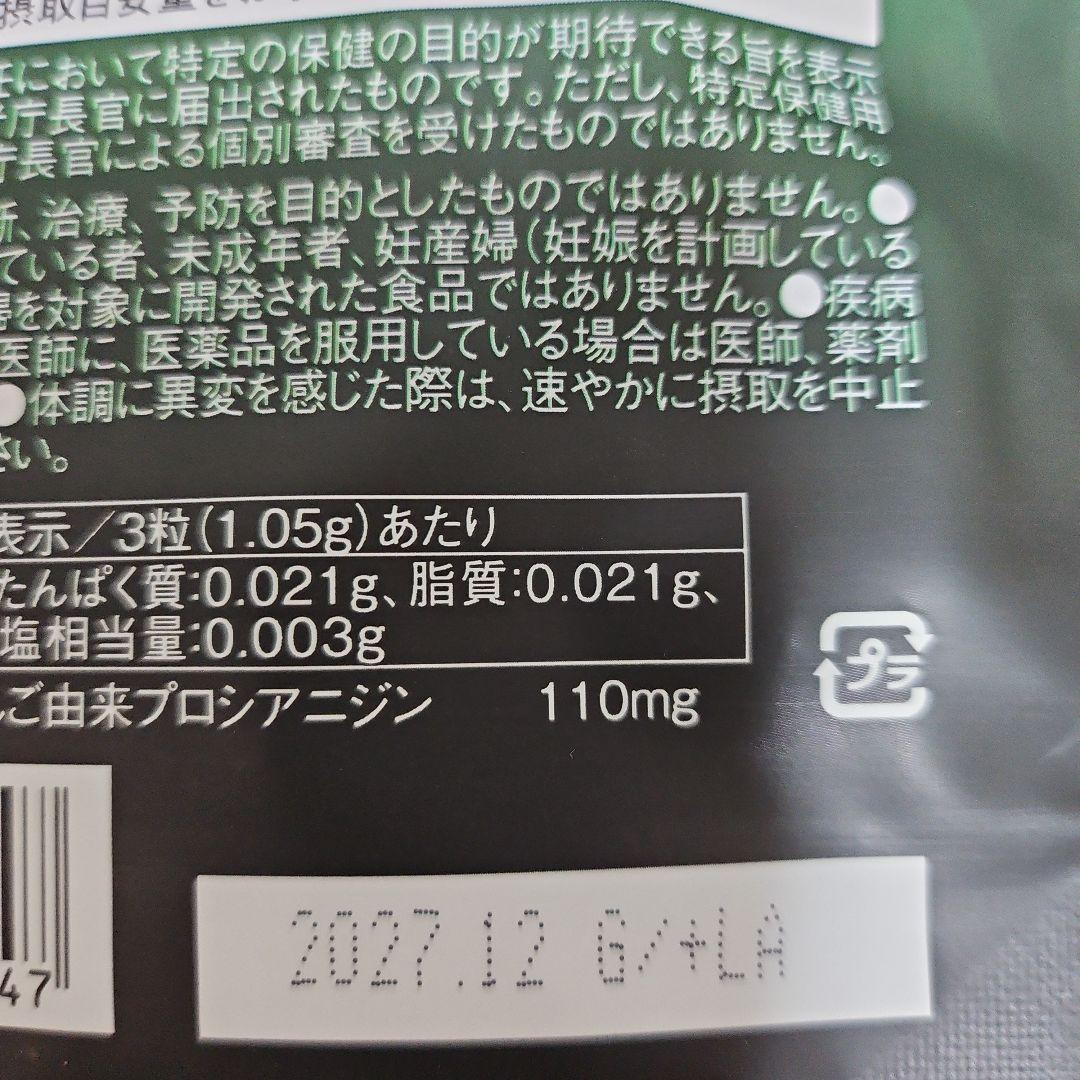 摂取目安量を
において特定の保健の目的が期待できる旨を表示
庁長官に届出されたものです。ただし、特定保健用
庁長官による個別審査を受けたものではありません。
断、治療、予防を目的としたものではありません。●
ている者、未成年者、妊産婦(妊娠を計画している
を対象に開発された食品ではありません。●疾病
医師に、医薬品を服用している場合は医師、薬剤
●体調に異変を感じた際は、速やかに摂取を中止
さい。
表示/3粒(1.05g)あたり
たんぱく質:0.021g、脂質:0.021g、
塩相当量:0.003g
んご由来プロシアニジン 110mg
プラ
47
2027.12 G/+LA